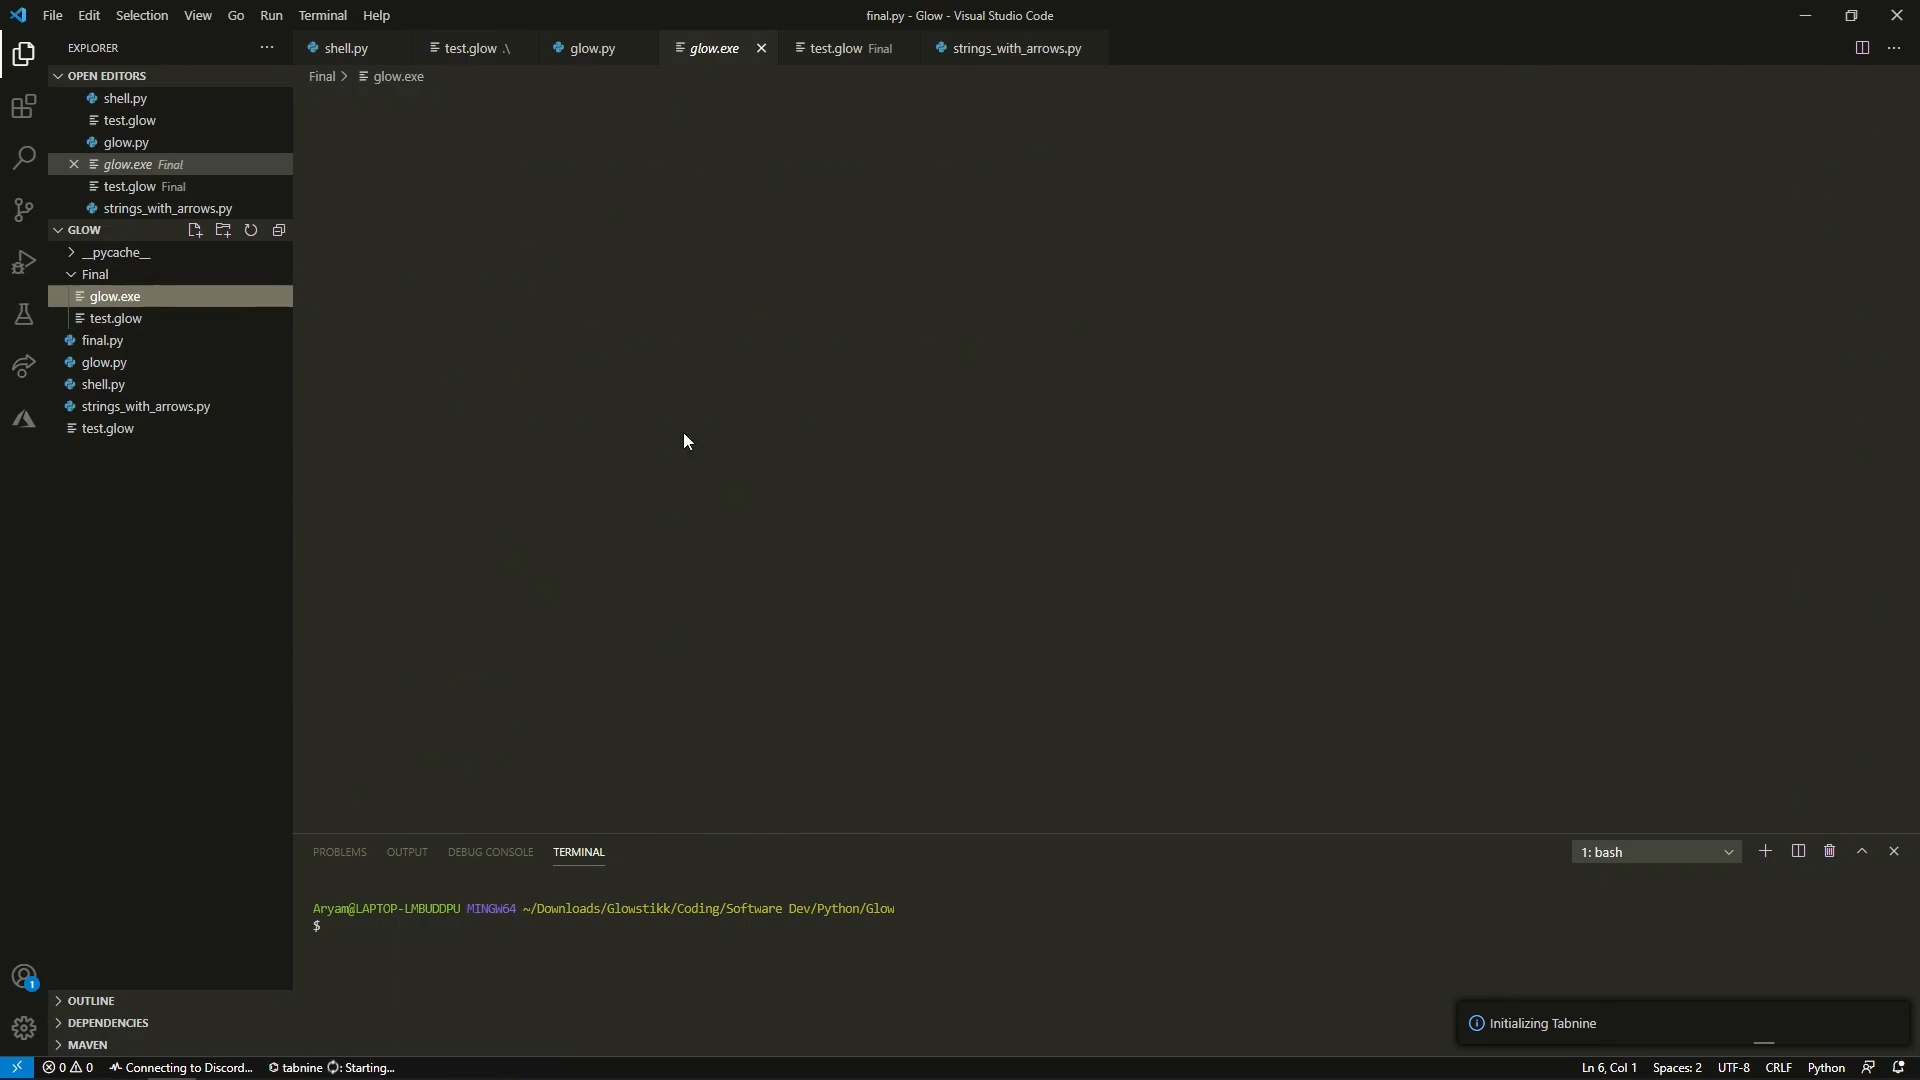 File Edit Selection View Go Run Terminal Help
final.py - Glow - Visual Studio Code
EXPLORER
shell.py
test.glow .\
glow.py
glow.exe
test.glow Final
strings_with_arrows.py
OPEN EDITORS
shell.py
test.glow
glow.py
glow.exe Final
test.glow Final
strings_with_arrows.py
GLOW
__pycache__
Final
glow.exe
test.glow
final.py
glow.py
shell.py
strings_with_arrows.py
test.glow
Final > glow.exe
PROBLEMS OUTPUT DEBUG CONSOLE TERMINAL
1: bash
Aryam@LAPTOP-LMBUDDPU MINGW64 ~/Downloads/Glowstikk/Coding/Software Dev/Python/Glow
$
1
OUTLINE
DEPENDENCIES
MAVEN
Initializing Tabnine
0 0 Connecting to Discord... tabnine : Starting...
Ln 6, Col 1 Spaces: 2 UTF-8 CRLF Python